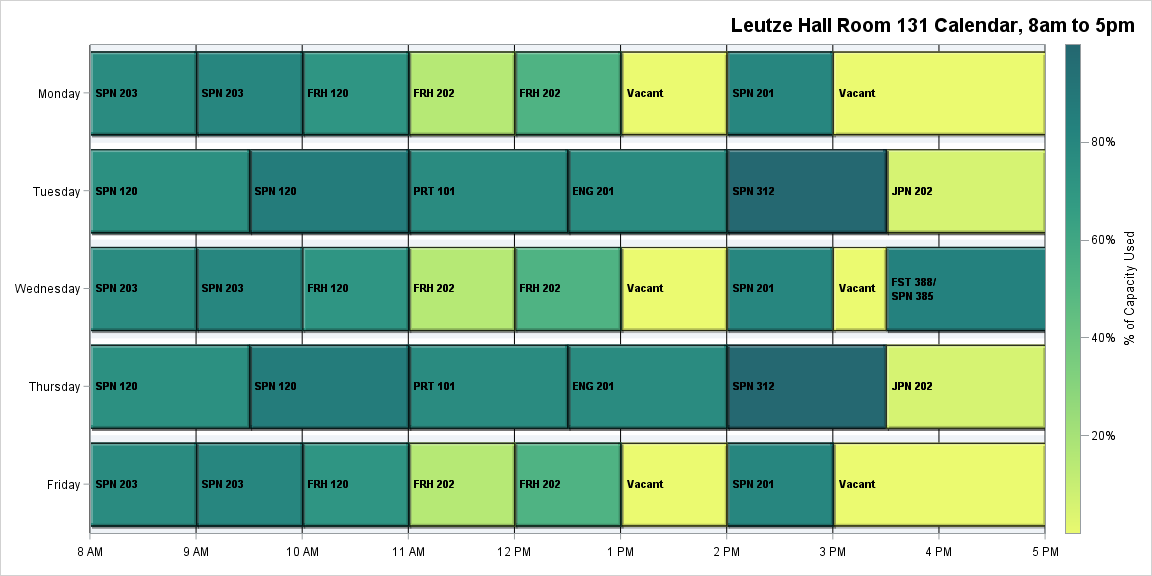 Leutze Hall Room 131 Calendar, 8am to 5pm
Monday
SPN 203
SPN 203
FRH 120
FRH 202
FRH 202
Vacant
SPN 201
Vacant
Tuesday
SPN 120
SPN 120
PRT 101
ENG 201
SPN 312
JPN 202
Wednesday
SPN 203
SPN 203
FRH 120
FRH 202
FRH 202
Vacant
SPN 201
Vacant
FST 388/
SPN 385
Thursday
SPN 120
SPN 120
PRT 101
ENG 201
SPN 312
JPN 202
Friday
SPN 203
SPN 203
FRH 120
FRH 202
FRH 202
Vacant
SPN 201
Vacant
8 AM
9 AM
10 AM
11 AM
12 PM
1 PM
2 PM
3 PM
4 PM
5 PM
80%
60%
40%
20%
% of Capacity Used